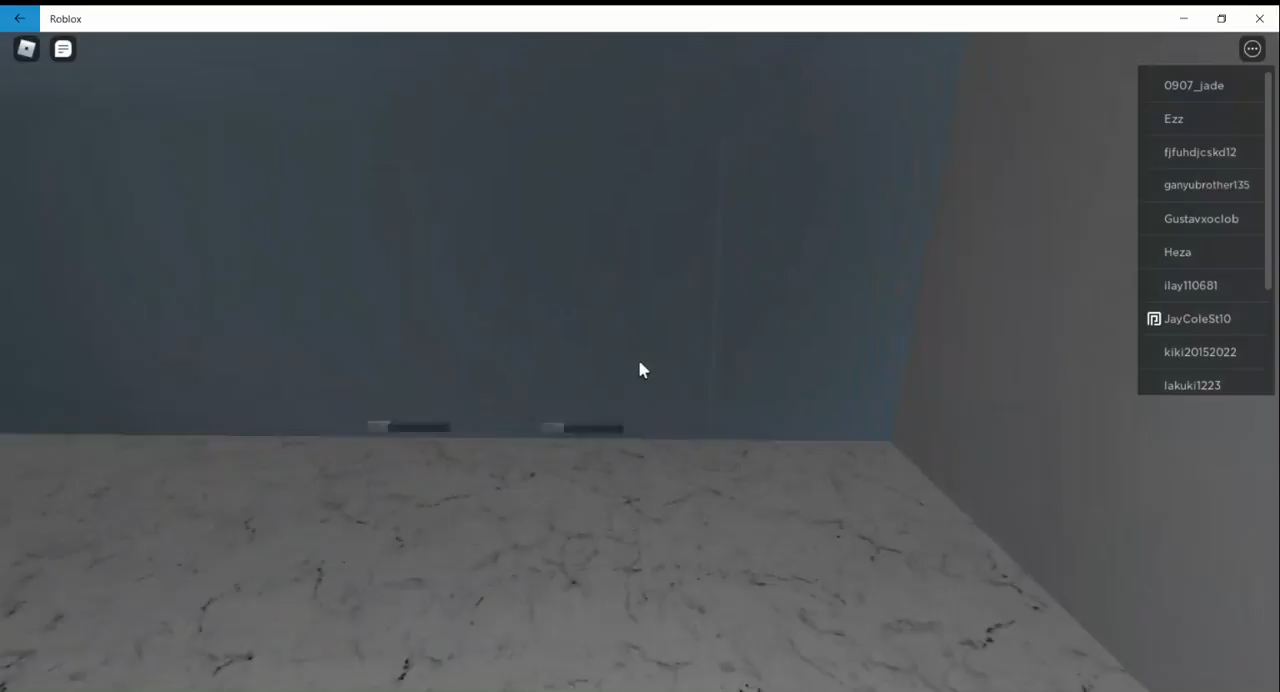 Roblox
0907_jade
Ezz
fjfuhdjcskd12
ganyubrother135
Gustavxoclob
Heza
ilay110681
JayColeSt10
kiki20152022
lakuki1223